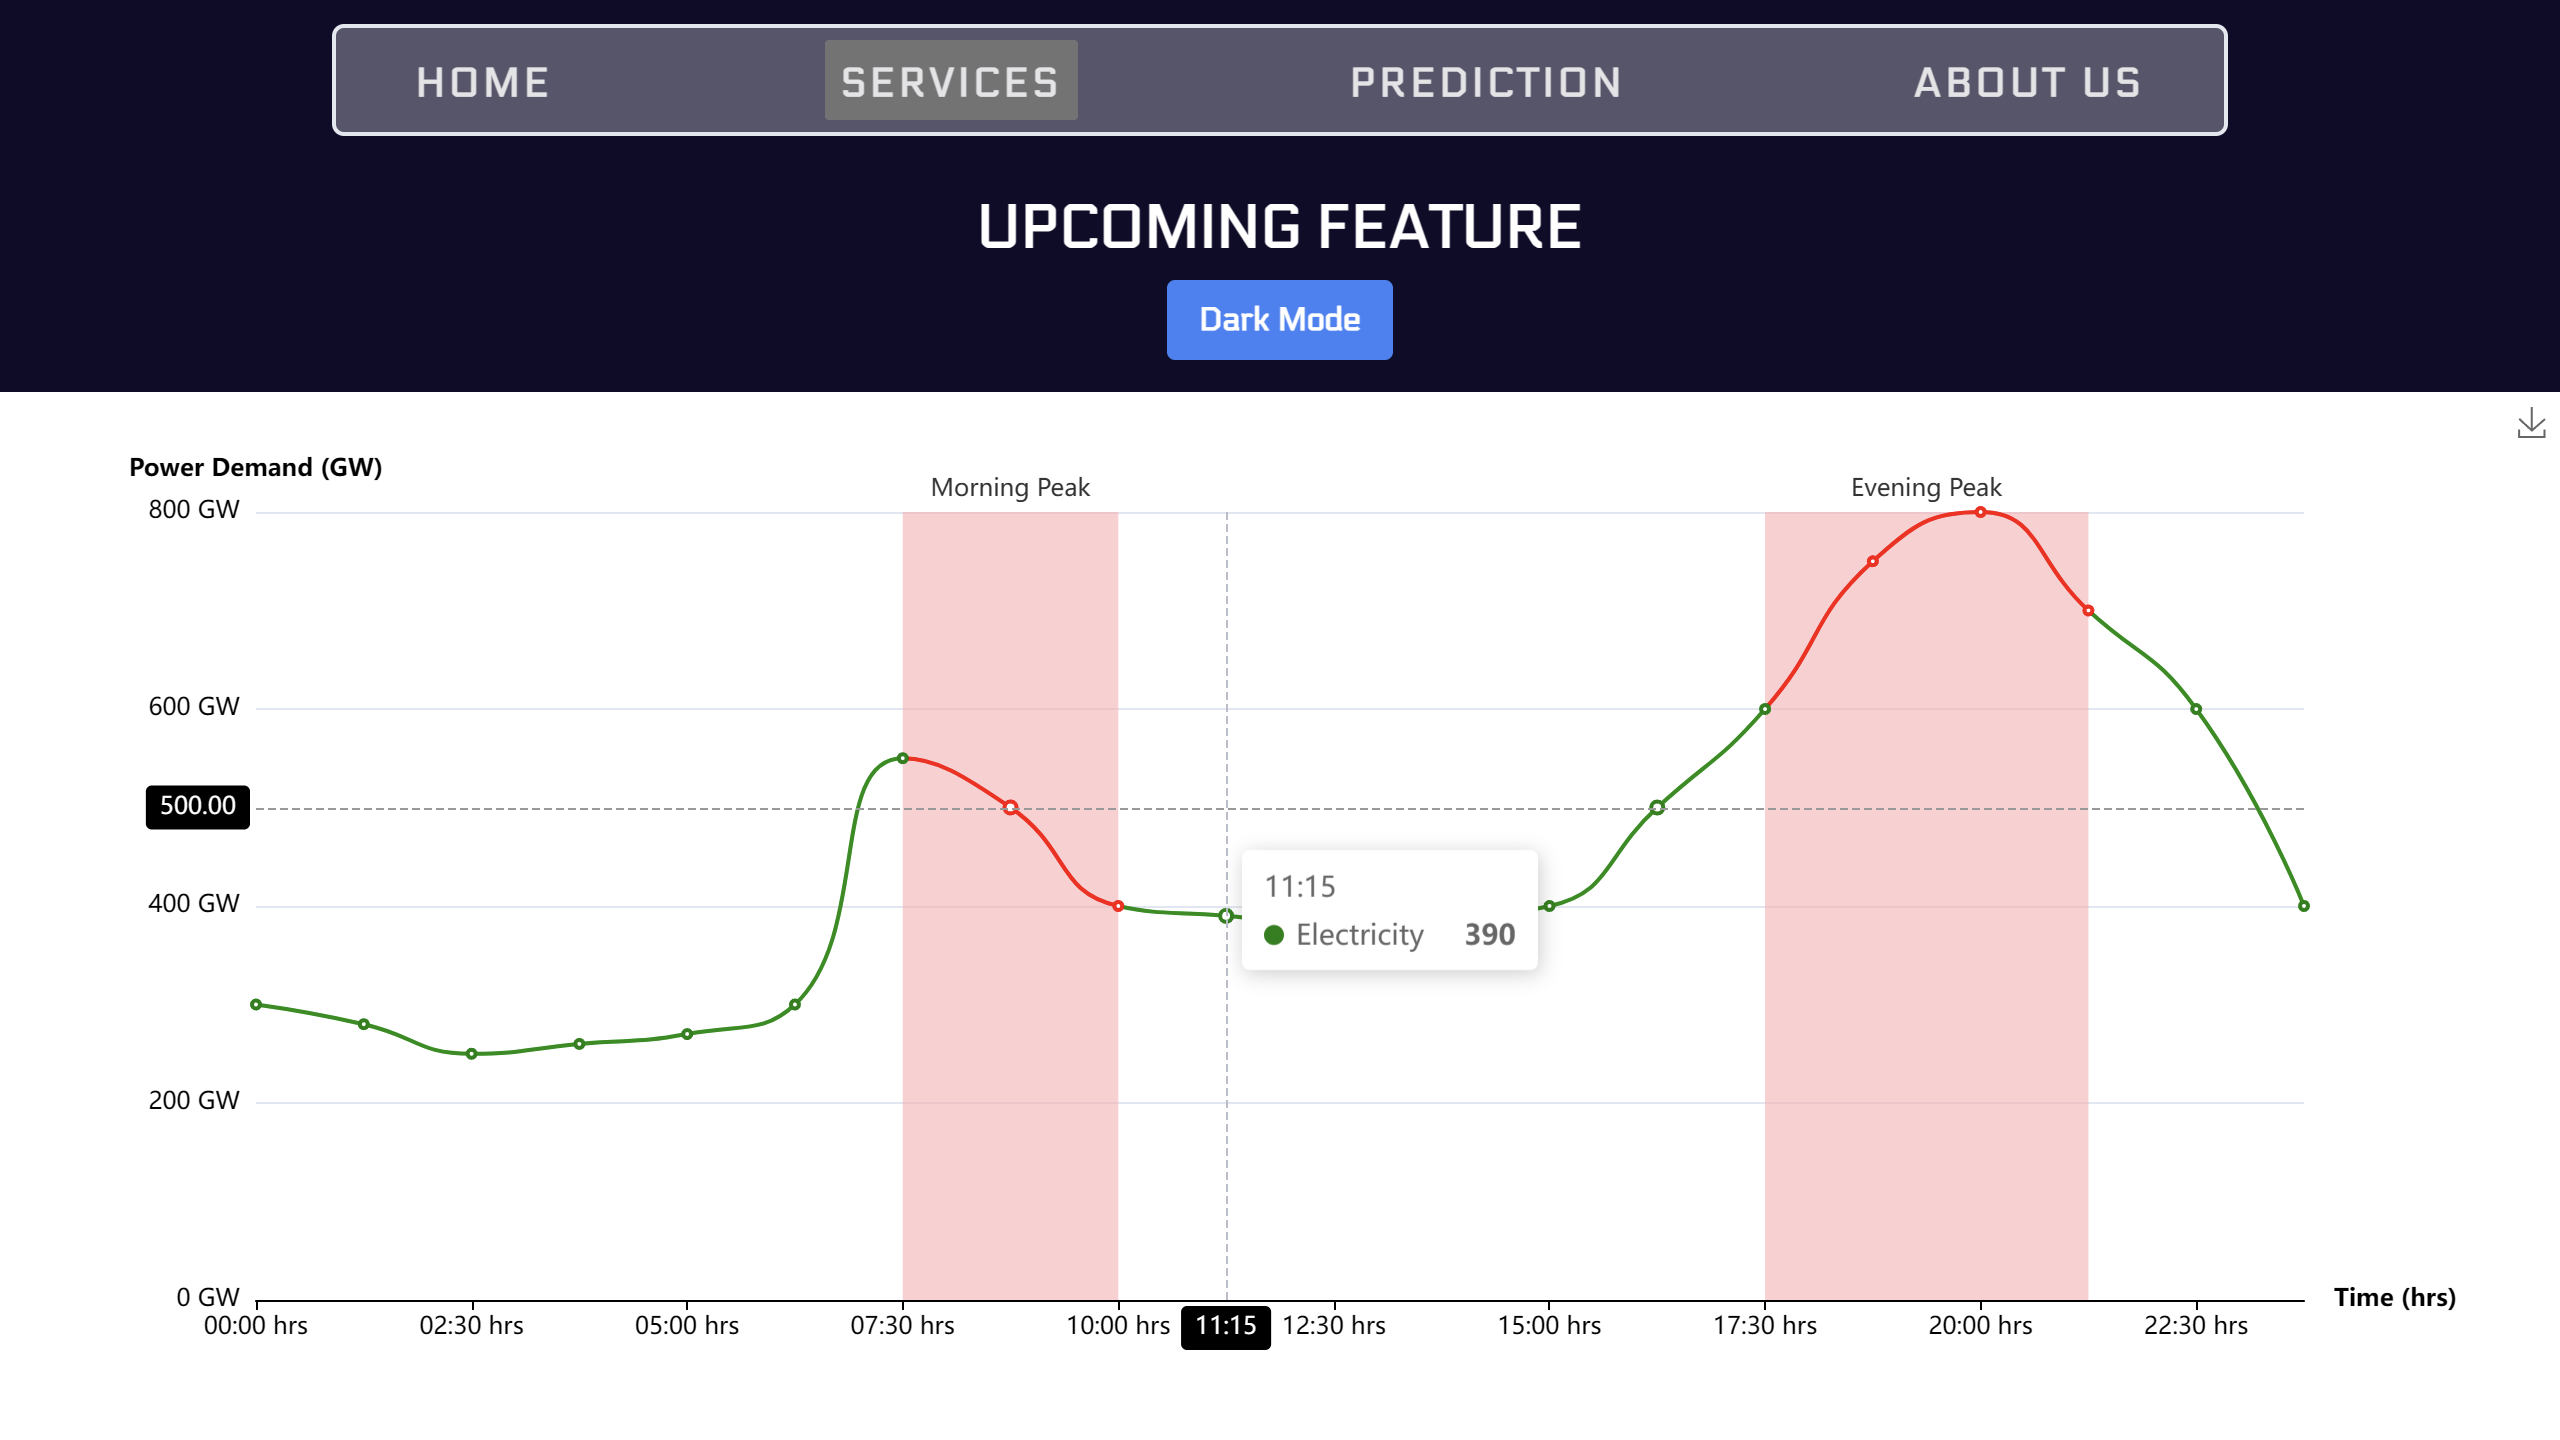 HOME SERVICES PREDICTION ABOUT US
UPCOMING FEATURE
Dark Mode
Power Demand (GW)
Morning Peak Evening Peak
800 GW
600 GW
500.00
400 GW
11:15
Electricity 390
200 GW
0 GW
Time (hrs)
00:00 hrs 02:30 hrs 05:00 hrs 07:30 hrs 10:00 hrs 11:15 12:30 hrs 15:00 hrs 17:30 hrs 20:00 hrs 22:30 hrs